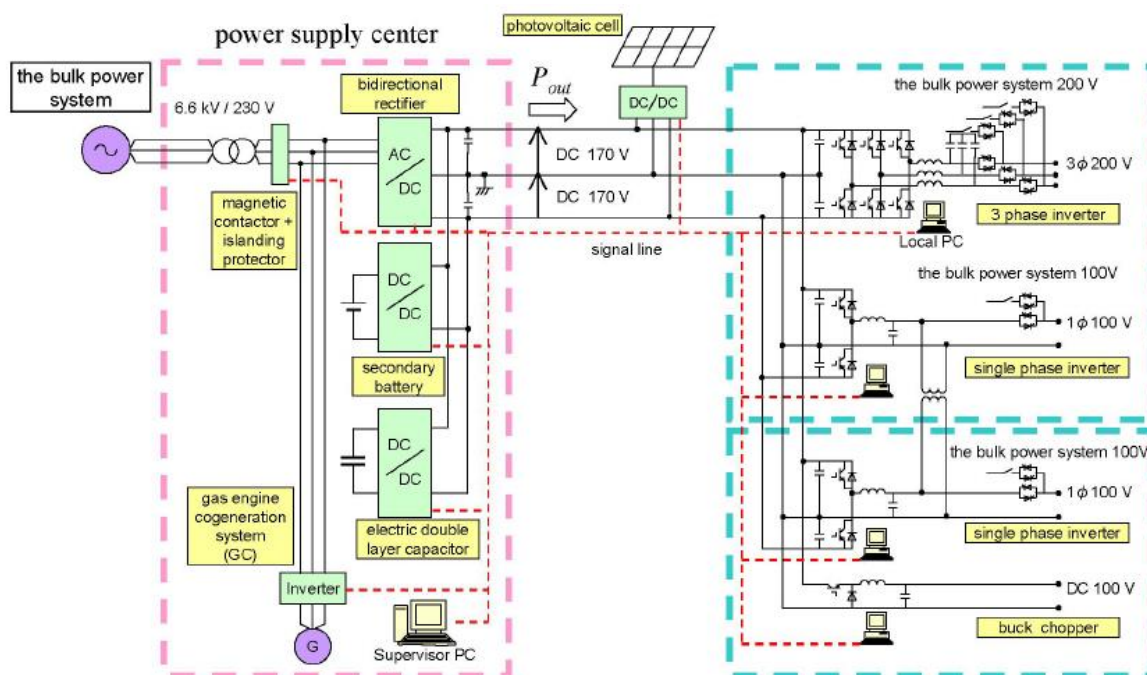 power supply center
photovoltaic cell
the bulk power
system
6.6 kV / 230 V
bidirectional
rectifier
P_out
DC/DC
the bulk power system 200 V
AC
DC
DC 170 V
DC 170 V
3 φ 200 V
magnetic
contactor +
islanding
protector
signal line
3 phase inverter
Local PC
DC
DC
the bulk power system 100V
1 φ 100 V
secondary
battery
single phase inverter
DC
DC
the bulk power system 100V
1 φ 100 V
gas engine
cogeneration
system
(GC)
electric double
layer capacitor
single phase inverter
Inverter
DC 100 V
G
Supervisor PC
buck chopper